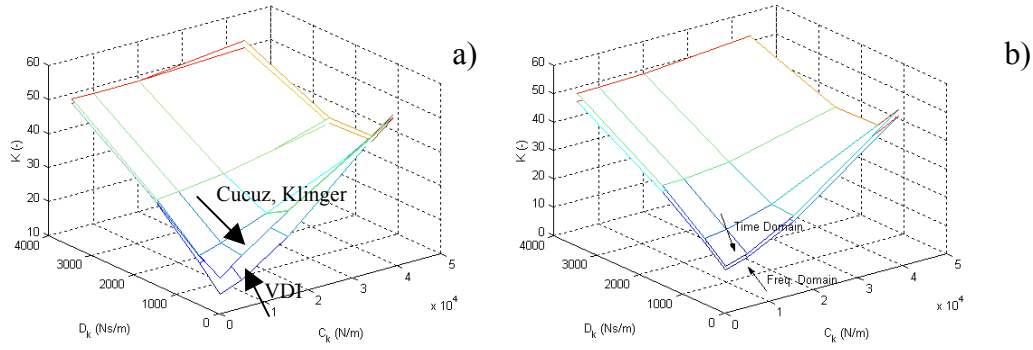 a)
60
50
40
30
20
10
K (-)
4000
3000
2000
1000
0
D_k (Ns/m)
0
1
2
3
4
5
x 10^4
C_k (N/m)
Cucuz, Klinger
VDI
b)
60
50
40
30
20
10
0
K (-)
4000
3000
2000
1000
0
D_k (Ns/m)
0
1
2
3
4
5
x 10^4
C_k (N/m)
Time Domain
Freq. Domain